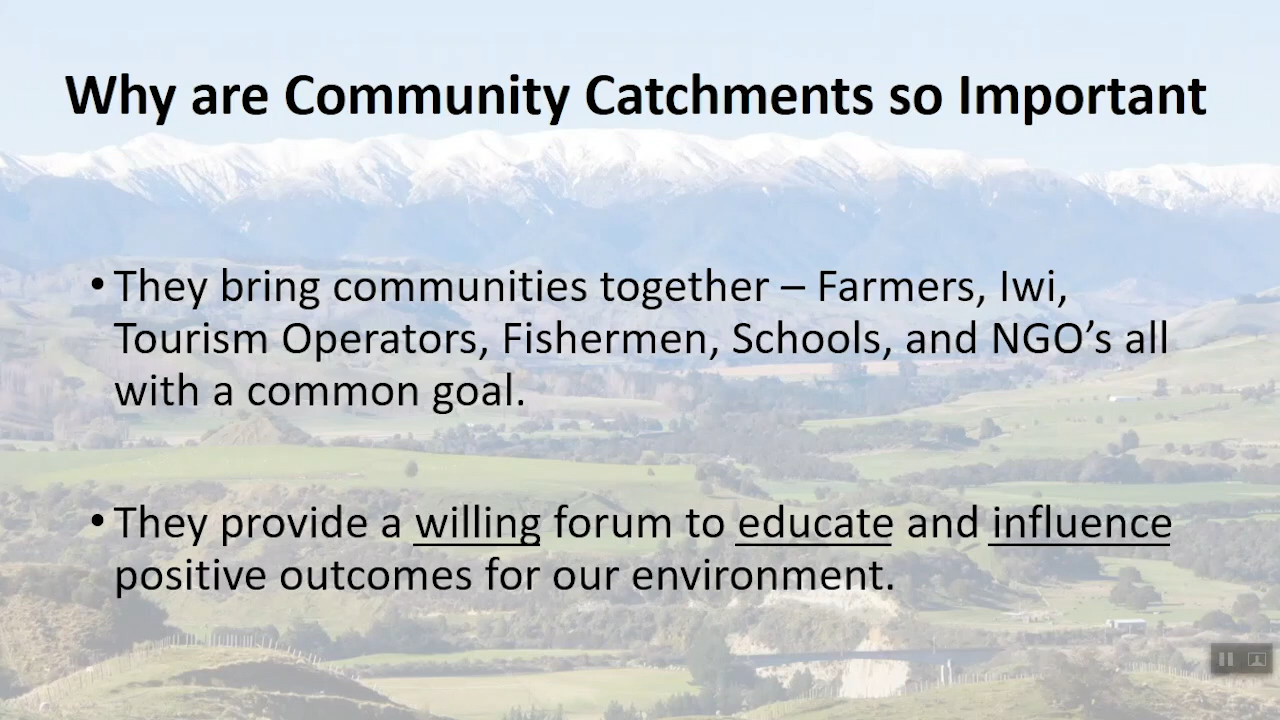 Why are Community Catchments so Important
• They bring communities together – Farmers, Iwi,
Tourism Operators, Fishermen, Schools, and NGO’s all
with a common goal.
• They provide a willing forum to educate and influence
positive outcomes for our environment.